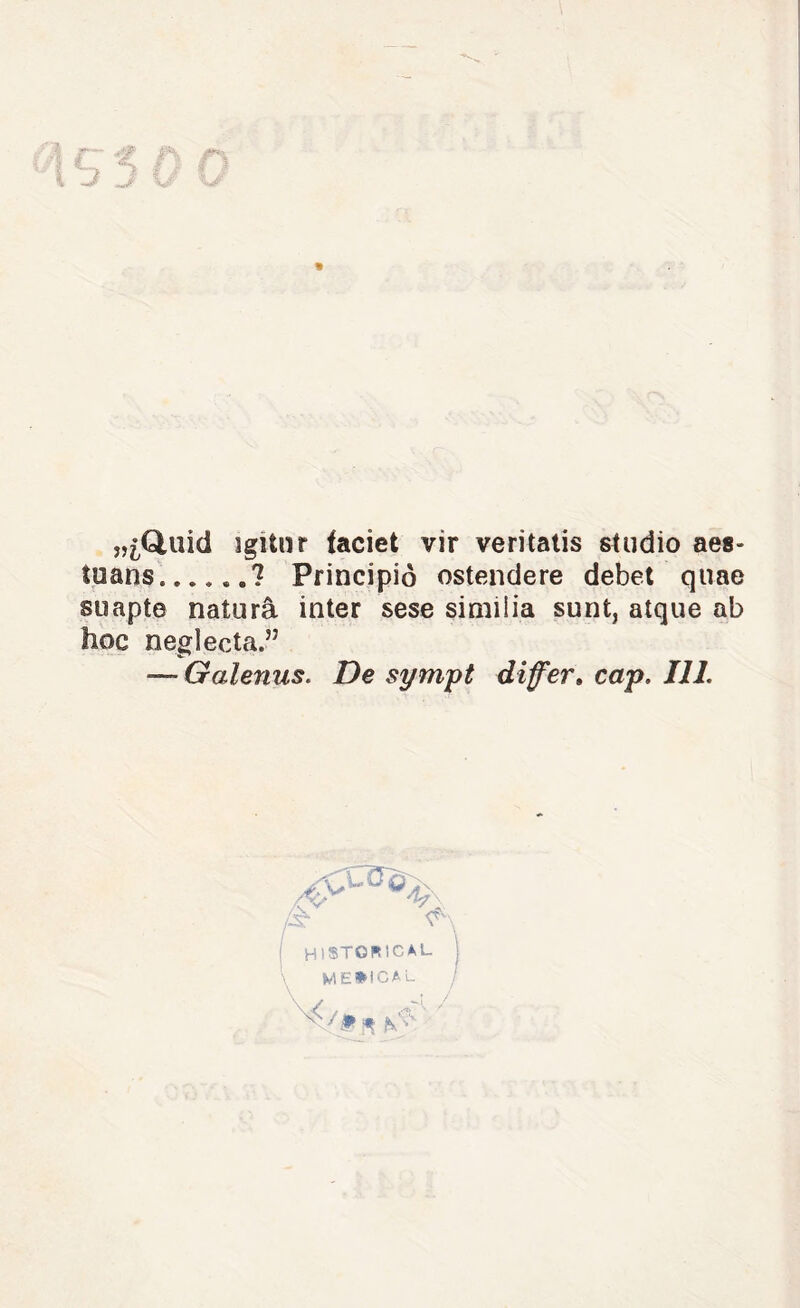 45300
„¿Quid igitur faciet vir veritatis studio aes-
tuans.......? Principiò ostendere debet quae
suapte naturâ inter sese similia sunt, atque ab
hoc neglecta.”
— Galenus. De sympt differ. cap. III.
HISTORICAL
MEDICAL